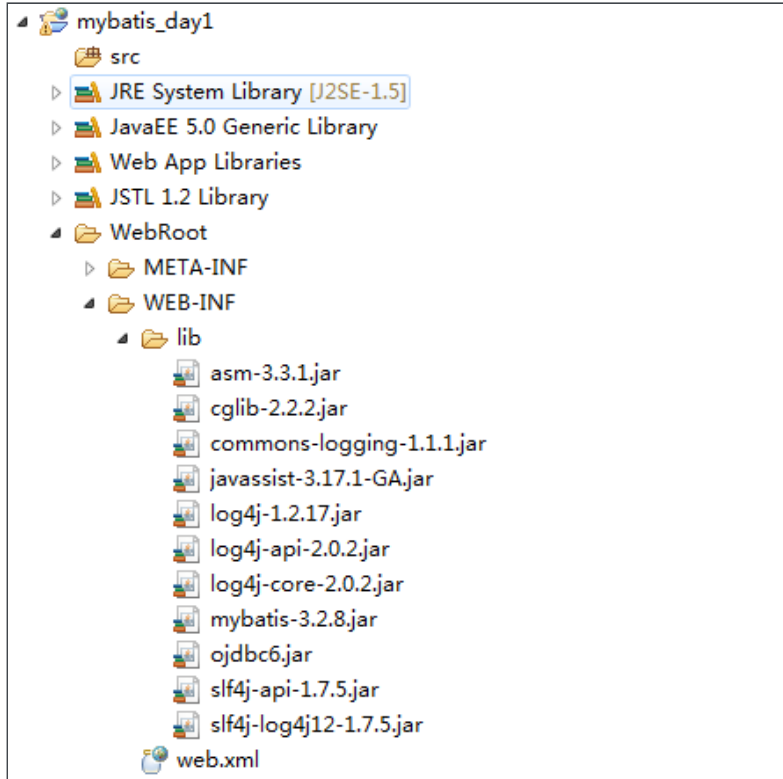 mybatis_day1
src
JRE System Library [J2SE-1.5]
JavaEE 5.0 Generic Library
Web App Libraries
JSTL 1.2 Library
WebRoot
META-INF
WEB-INF
lib
asm-3.3.1.jar
cglib-2.2.2.jar
commons-logging-1.1.1.jar
javassist-3.17.1-GA.jar
log4j-1.2.17.jar
log4j-api-2.0.2.jar
log4j-core-2.0.2.jar
mybatis-3.2.8.jar
ojdbc6.jar
slf4j-api-1.7.5.jar
slf4j-log4j12-1.7.5.jar
web.xml